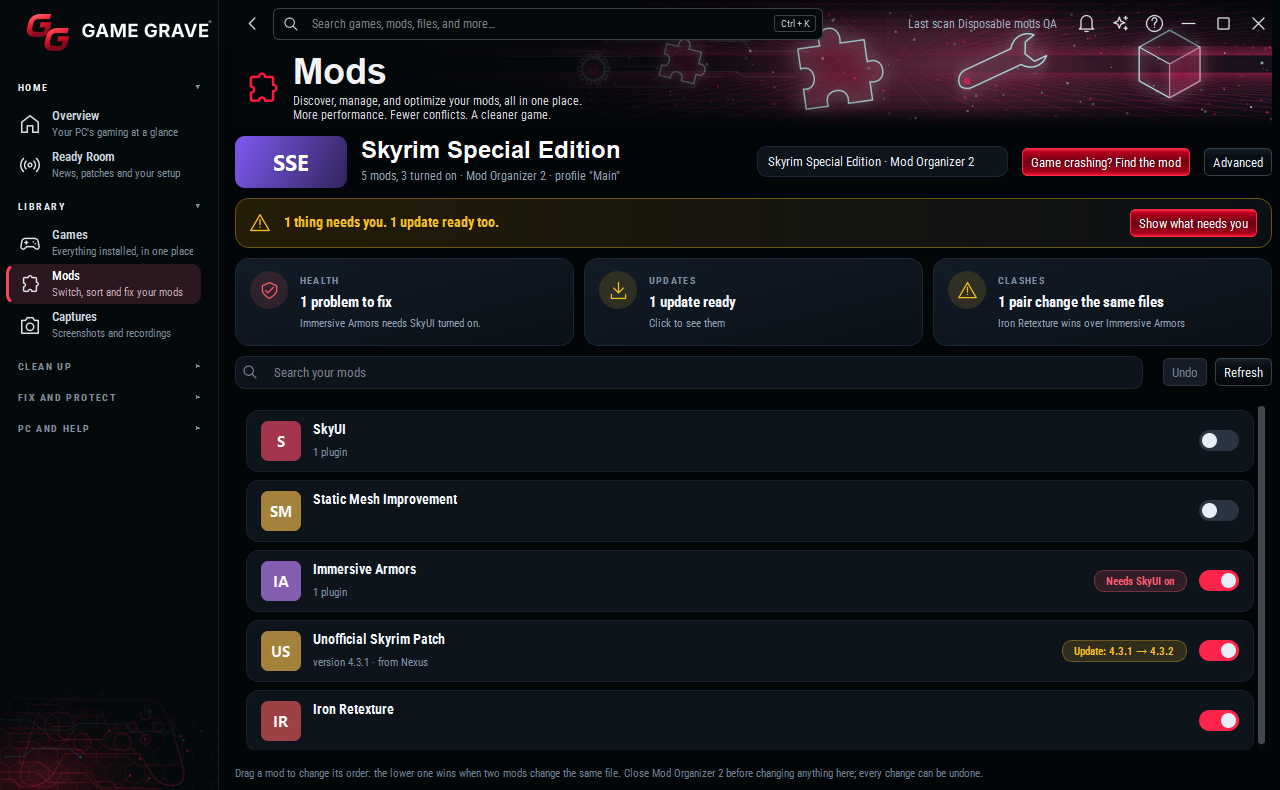 GAME GRAVE
Search games, mods, files, and more...
Ctrl + K
Last scan Disposable mods QA
HOME
Overview
Your PC's gaming at a glance
Ready Room
News, patches and your setup
LIBRARY
Games
Everything installed, in one place
Mods
Switch, sort and fix your mods
Captures
Screenshots and recordings
CLEAN UP
FIX AND PROTECT
PC AND HELP
Mods
Discover, manage, and optimize your mods, all in one place.
More performance. Fewer conflicts. A cleaner game.
SSE
Skyrim Special Edition
5 mods, 3 turned on · Mod Organizer 2 · profile "Main"
Skyrim Special Edition · Mod Organizer 2
Game crashing? Find the mod
Advanced
1 thing needs you. 1 update ready too.
Show what needs you
HEALTH
1 problem to fix
Immersive Armors needs SkyUI turned on.
UPDATES
1 update ready
Click to see them
CLASHES
1 pair change the same files
Iron Retexture wins over Immersive Armors
Search your mods
Undo
Refresh
S
SkyUI
1 plugin
SM
Static Mesh Improvement
IA
Immersive Armors
1 plugin
Needs SkyUI on
US
Unofficial Skyrim Patch
version 4.3.1 · from Nexus
Update: 4.3.1 → 4.3.2
IR
Iron Retexture
Drag a mod to change its order: the lower one wins when two mods change the same file. Close Mod Organizer 2 before changing anything here; every change can be undone.